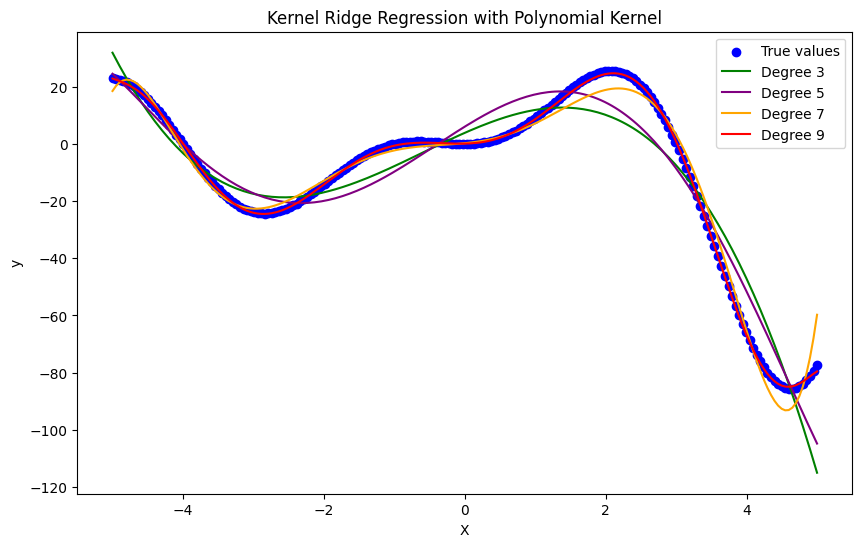 Kernel Ridge Regression with Polynomial Kernel
True values
Degree 3
Degree 5
Degree 7
Degree 9
20
0
−20
−40
−60
−80
−100
−120
y
−4
−2
0
2
4
X